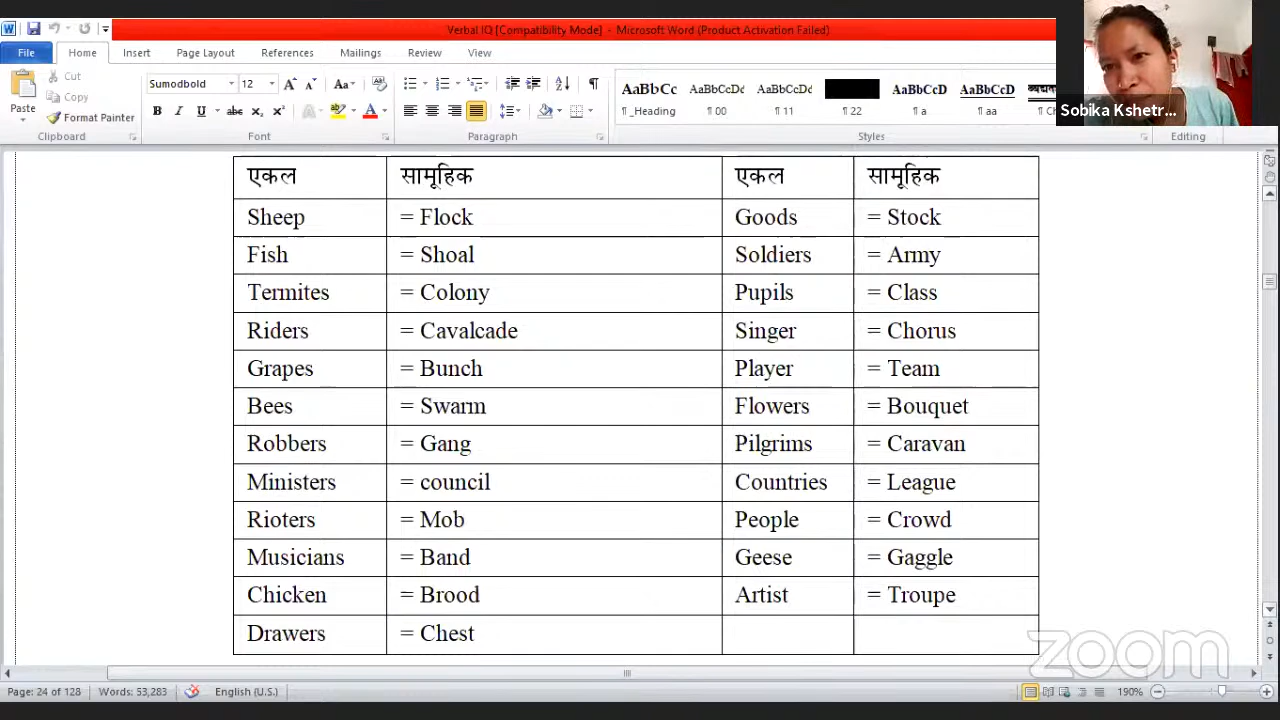 Verbal IQ [Compatibility Mode] - Microsoft Word (Product Activation Failed)
File Home Insert Page Layout References Mailings Review View
Paste Cut Copy Format Painter
Clipboard
Sumodbold 12
Font
Paragraph
AaBbCc AaBbCcDc AaBbCcDc AaBbCcD AaBbCcD
¶ _Heading ¶ 00 ¶ 11 ¶ 22 ¶ a ¶ aa
Styles
Editing
Sobika Kshetr...
एकल सामूहिक एकल सामूहिक
Sheep = Flock Goods = Stock
Fish = Shoal Soldiers = Army
Termites = Colony Pupils = Class
Riders = Cavalcade Singer = Chorus
Grapes = Bunch Player = Team
Bees = Swarm Flowers = Bouquet
Robbers = Gang Pilgrims = Caravan
Ministers = council Countries = League
Rioters = Mob People = Crowd
Musicians = Band Geese = Gaggle
Chicken = Brood Artist = Troupe
Drawers = Chest
zoom
Page: 24 of 128 Words: 53,283 English (U.S.) 190%